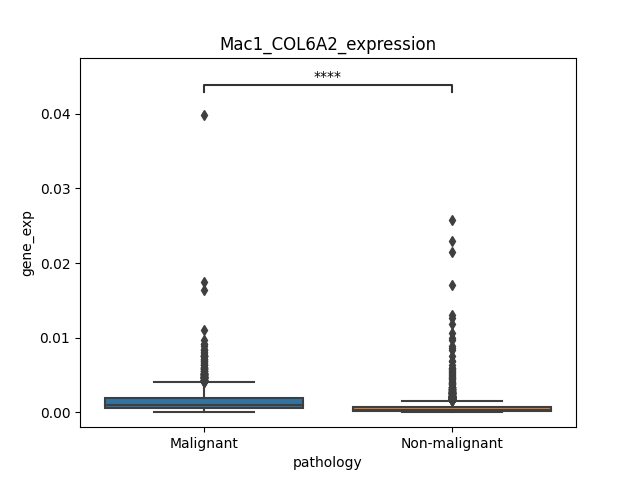 Mac1_COL6A2_expression
****
0.04
0.03
0.02
0.01
0.00
gene_exp
Malignant
Non-malignant
pathology